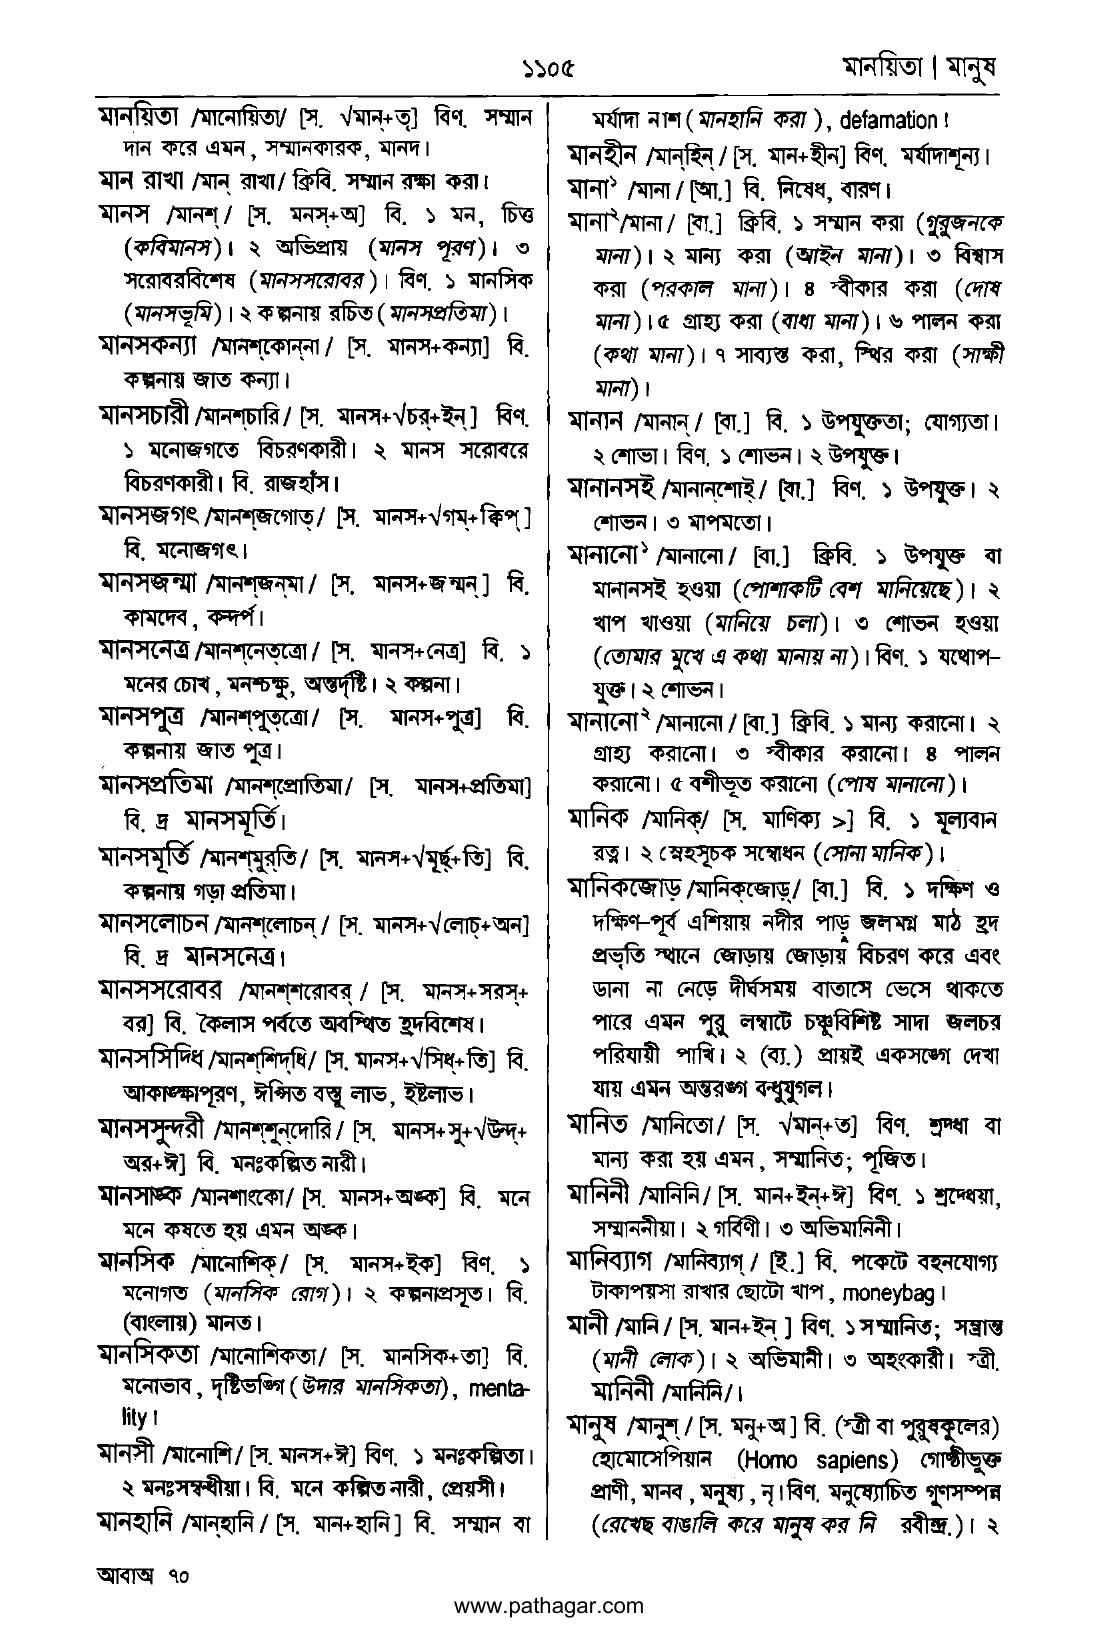 ১১০৫
মানয়িতা | মানুষ
মানয়িতা /মানোয়িতা/ [স. √মান্+তৃ] বিণ. সম্মান
দান করে এমন, সম্মানকারক, মানদ।
মান রাখা /মান্ রাখা/ ক্রিবি. সম্মান রক্ষা করা।
মানস /মানশ্/ [স. মনস্+অ] বি. ১ মন, চিত্ত
(কবিমানস)। ২ অভিপ্রায় (মানস পূরণ)। ৩
সরোবরবিশেষ (মানসসরোবর)। বিণ. ১ মানসিক
(মানসভূমি)। ২ কল্পনায় রচিত (মানসপ্রতিমা)।
মানসকন্যা /মানশ্‌কোন্‌না/ [স. মানস+কন্যা] বি.
কল্পনায় জাত কন্যা।
মানসচারী /মানশ্‌চারি/ [স. মানস+√চর্+ইন্] বিণ.
১ মনোজগতে বিচরণকারী। ২ মানস সরোবরে
বিচরণকারী। বি. রাজহাঁস।
মানসজগৎ /মানশ্‌জগোত্/ [স. মানস+√গম্+ক্বিপ্]
বি. মনোজগৎ।
মানসজন্মা /মানশ্‌জন্‌মা/ [স. মানস+জন্মন্] বি.
কামদেব, কন্দর্প।
মানসনেত্র /মানশ্‌নেত্‌ত্রো/ [স. মানস+নেত্র] বি. ১
মনের চোখ, মনশ্চক্ষু, অন্তর্দৃষ্টি। ২ কল্পনা।
মানসপুত্র /মানশ্‌পুত্‌ত্রো/ [স. মানস+পুত্র] বি.
কল্পনায় জাত পুত্র।
মানসপ্রতিমা /মানশ্‌প্রোতিমা/ [স. মানস+প্রতিমা]
বি. দ্র মানসমূর্তি।
মানসমূর্তি /মানশ্‌মুর্‌তি/ [স. মানস+√মূর্ছ্+তি] বি.
কল্পনায় গড়া প্রতিমা।
মানসলোচন /মানশ্‌লোচন্/ [স. মানস+√লোচ্+অন]
বি. দ্র মানসনেত্র।
মানসসরোবর /মানশ্‌শরোবর্/ [স. মানস+সরস্+
বর] বি. কৈলাস পর্বতে অবস্থিত হ্রদবিশেষ।
মানসসিদ্ধি /মানশ্‌শিদ্‌ধি/ [স. মানস+√সিধ্+তি] বি.
আকাঙ্ক্ষাপূরণ, ঈপ্সিত বস্তু লাভ, ইষ্টলাভ।
মানসসুন্দরী /মানশ্‌শুন্‌দোরি/ [স. মানস+সু+√উন্দ্+
অর+ঈ] বি. মনঃকল্পিত নারী।
মানসাঙ্ক /মানশাংকো/ [স. মানস+অঙ্ক] বি. মনে
মনে কষতে হয় এমন অঙ্ক।
মানসিক /মানোশিক্/ [স. মানস+ইক] বিণ. ১
মনোগত (মানসিক রোগ)। ২ কল্পনাপ্রসূত। বি.
(বাংলায়) মানত।
মানসিকতা /মানোশিকতা/ [স. মানসিক+তা] বি.
মনোভাব, দৃষ্টিভঙ্গি (উদার মানসিকতা), menta-
lity।
মানসী /মানোশি/ [স. মানস+ঈ] বিণ. ১ মনঃকল্পিতা।
২ মনঃসম্বন্ধীয়া। বি. মনে কল্পিত নারী, প্রেয়সী।
মানহানি /মান্‌হানি/ [স. মান+হানি] বি. সম্মান বা
মর্যাদা নাশ (মানহানি করা), defamation।
মানহীন /মান্‌হিন্/ [স. মান+হীন] বিণ. মর্যাদাশূন্য।
মানা১ /মানা/ [আ.] বি. নিষেধ, বারণ।
মানা২ /মানা/ [বা.] ক্রিবি. ১ সম্মান করা (গুরুজনকে
মানা)। ২ মান্য করা (আইন মানা)। ৩ বিশ্বাস
করা (পরকাল মানা)। ৪ স্বীকার করা (দোষ
মানা)। ৫ গ্রাহ্য করা (বাধা মানা)। ৬ পালন করা
(কথা মানা)। ৭ সাব্যস্ত করা, স্থির করা (সাক্ষী
মানা)।
মানান /মানান্/ [বা.] বি. ১ উপযুক্ততা; যোগ্যতা।
২ শোভা। বিণ. ১ শোভন। ২ উপযুক্ত।
মানানসই /মানান্‌শোই/ [বা.] বিণ. ১ উপযুক্ত। ২
শোভন। ৩ মাপমতো।
মানানো১ /মানানো/ [বা.] ক্রিবি. ১ উপযুক্ত বা
মানানসই হওয়া (পোশাকটি বেশ মানিয়েছে)। ২
খাপ খাওয়া (মানিয়ে চলা)। ৩ শোভন হওয়া
(তোমার মুখে এ কথা মানায় না)। বিণ. ১ যথোপ-
যুক্ত। ২ শোভন।
মানানো২ /মানানো/ [বা.] ক্রিবি. ১ মান্য করানো। ২
গ্রাহ্য করানো। ৩ স্বীকার করানো। ৪ পালন
করানো। ৫ বশীভূত করানো (পোষ মানানো)।
মানিক /মানিক্/ [স. মাণিক্য >] বি. ১ মূল্যবান
রত্ন। ২ স্নেহসূচক সম্বোধন (সোনা মানিক)।
মানিকজোড় /মানিক্‌জোড়্/ [বা.] বি. ১ দক্ষিণ ও
দক্ষিণ-পূর্ব এশিয়ায় নদীর পাড় জলমগ্ন মাঠ হ্রদ
প্রভৃতি স্থানে জোড়ায় জোড়ায় বিচরণ করে এবং
ডানা না নেড়ে দীর্ঘসময় বাতাসে ভেসে থাকতে
পারে এমন পুরু লম্বাটে চঞ্চুবিশিষ্ট সাদা জলচর
পরিযায়ী পাখি। ২ (ব্য.) প্রায়ই একসঙ্গে দেখা
যায় এমন অন্তরঙ্গ বন্ধুযুগল।
মানিত /মানিতো/ [স. √মান্+ত] বিণ. শ্রদ্ধা বা
মান্য করা হয় এমন, সম্মানিত; পূজিত।
মানিনী /মানিনি/ [স. মান+ইন্+ঈ] বিণ. ১ শ্রদ্ধেয়া,
সম্মাননীয়া। ২ গর্বিণী। ৩ অভিমানিনী।
মানিব্যাগ /মানিব্যাগ্/ [ই.] বি. পকেটে বহনযোগ্য
টাকাপয়সা রাখার ছোটো খাপ, moneybag।
মানী /মানি/ [স. মান+ইন্] বিণ. ১ সম্মানিত; সম্ভ্রান্ত
(মানী লোক)। ২ অভিমানী। ৩ অহংকারী। স্ত্রী.
মানিনী /মানিনি/।
মানুষ /মানুশ্/ [স. মনু+অ] বি. (স্ত্রী বা পুরুষকুলের)
হোমোসেপিয়ান (Homo sapiens) গোষ্ঠীভুক্ত
প্রাণী, মানব, মনুষ্য, নৃ। বিণ. মনুষ্যোচিত গুণসম্পন্ন
(রেখেছ বাঙালি করে মানুষ কর নি রবীন্দ্র.)। ২
আবাঅ ৭০
www.pathagar.com